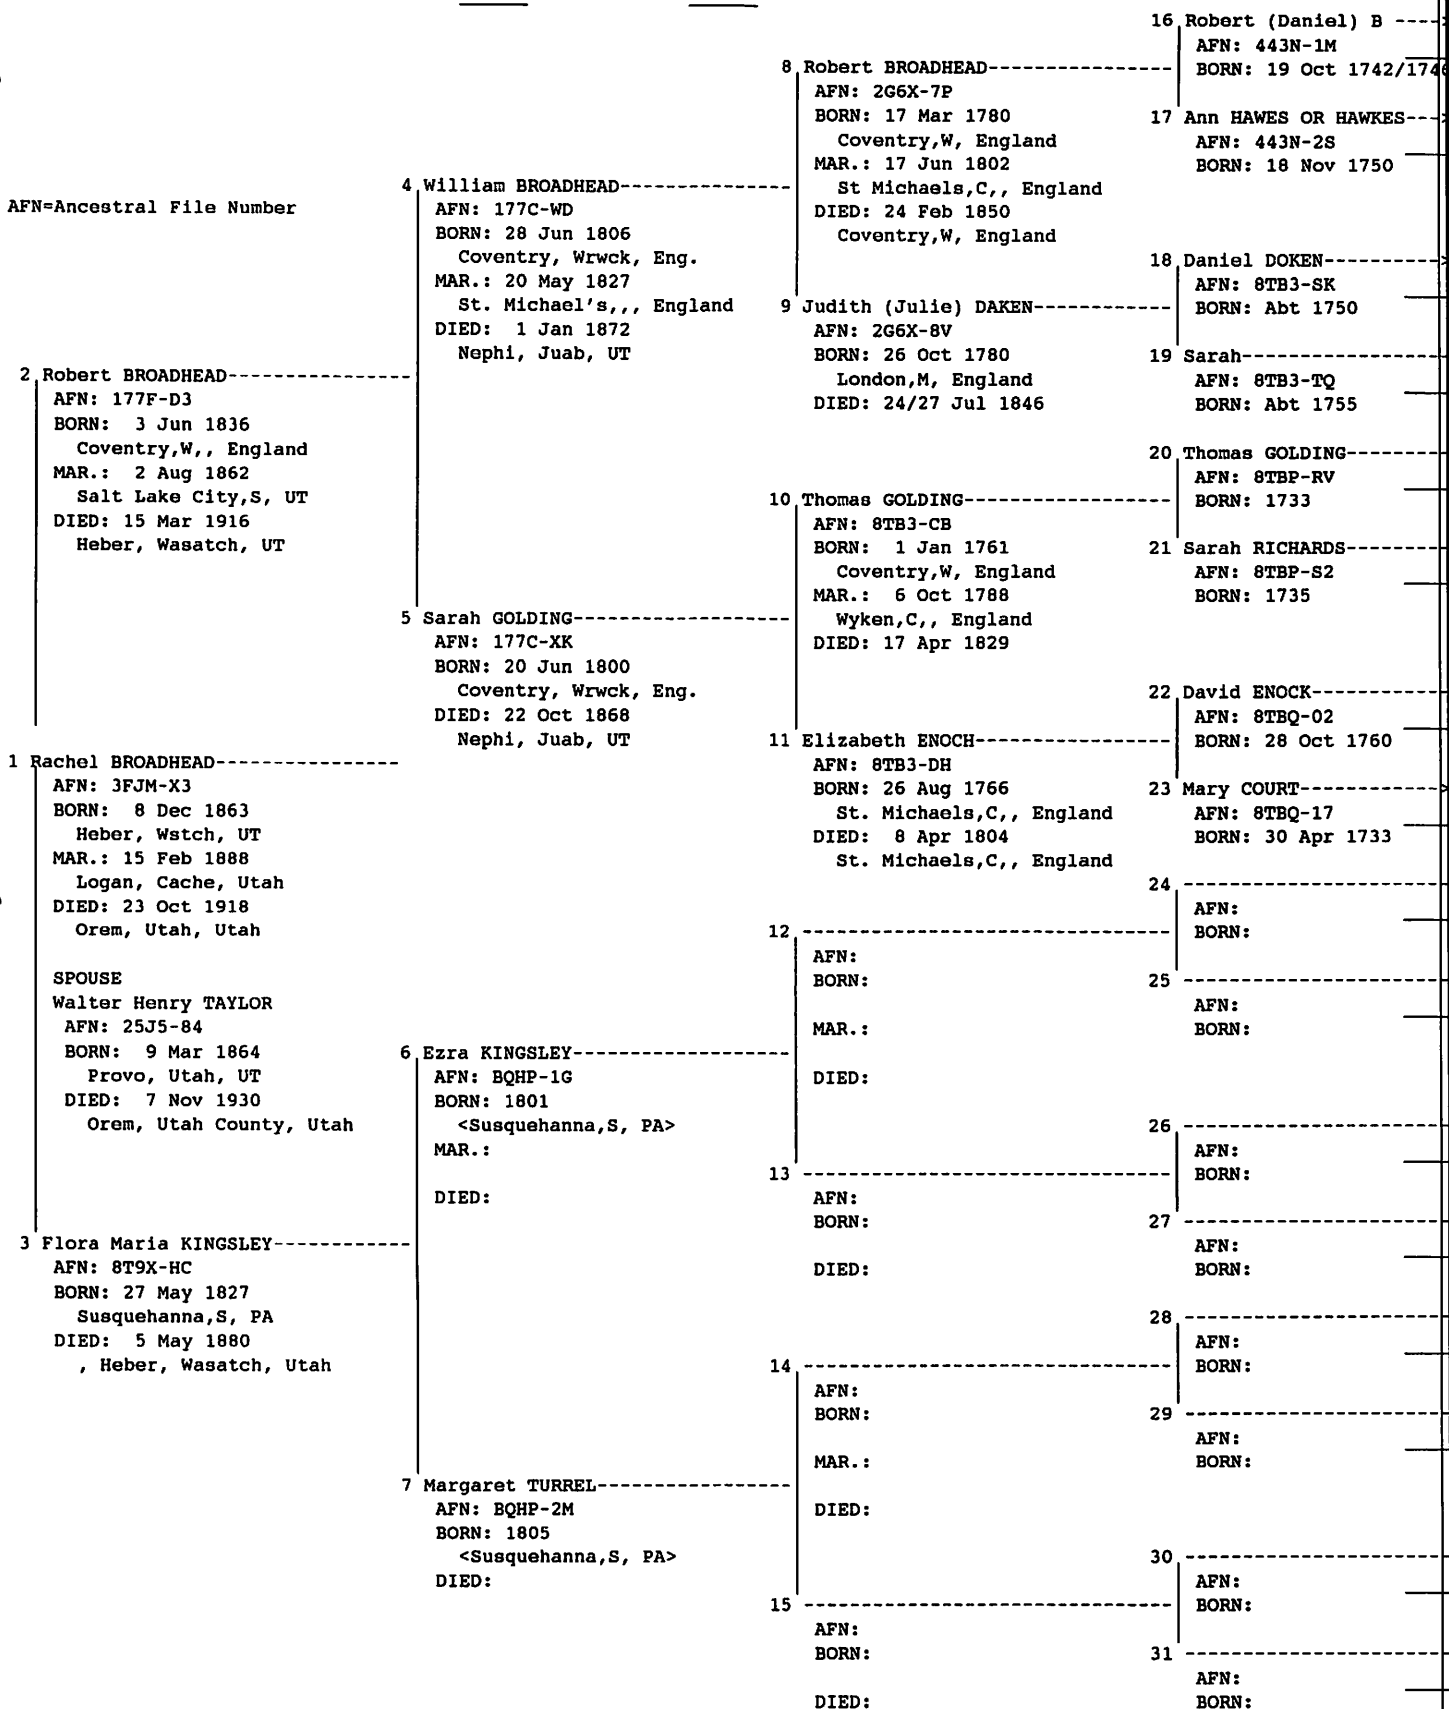 AFN=Ancestral File Number
1 Rachel BROADHEAD---------------
AFN: 3FJM-X3
BORN: 8 Dec 1863
Heber, Wstch, UT
MAR.: 15 Feb 1888
Logan, Cache, Utah
DIED: 23 Oct 1918
Orem, Utah, Utah
SPOUSE
Walter Henry TAYLOR
AFN: 25J5-84
BORN: 9 Mar 1864
Provo, Utah, UT
DIED: 7 Nov 1930
Orem, Utah County, Utah
2 Robert BROADHEAD---------------
AFN: 177F-D3
BORN: 3 Jun 1836
Coventry,W,, England
MAR.: 2 Aug 1862
Salt Lake City,S, UT
DIED: 15 Mar 1916
Heber, Wasatch, UT
3 Flora Maria KINGSLEY------------
AFN: 8T9X-HC
BORN: 27 May 1827
Susquehanna,S, PA
DIED: 5 May 1880
, Heber, Wasatch, Utah
4 William BROADHEAD--------------
AFN: 177C-WD
BORN: 28 Jun 1806
Coventry, Wrwck, Eng.
MAR.: 20 May 1827
St. Michael's,,, England
DIED: 1 Jan 1872
Nephi, Juab, UT
5 Sarah GOLDING------------------
AFN: 177C-XK
BORN: 20 Jun 1800
Coventry, Wrwck, Eng.
DIED: 22 Oct 1868
Nephi, Juab, UT
6 Ezra KINGSLEY------------------
AFN: BQHP-1G
BORN: 1801
<Susquehanna,S, PA>
MAR.:
DIED:
7 Margaret TURREL----------------
AFN: BQHP-2M
BORN: 1805
<Susquehanna,S, PA>
DIED:
8 Robert BROADHEAD---------------
AFN: 2G6X-7P
BORN: 17 Mar 1780
Coventry,W, England
MAR.: 17 Jun 1802
St Michaels,C,, England
DIED: 24 Feb 1850
Coventry,W, England
9 Judith (Julie) DAKEN-----------
AFN: 2G6X-8V
BORN: 26 Oct 1780
London,M, England
DIED: 24/27 Jul 1846
10 Thomas GOLDING-----------------
AFN: 8TB3-CB
BORN: 1 Jan 1761
Coventry,W, England
MAR.: 6 Oct 1788
Wyken,C,, England
DIED: 17 Apr 1829
11 Elizabeth ENOCH----------------
AFN: 8TB3-DH
BORN: 26 Aug 1766
St. Michaels,C,, England
DIED: 8 Apr 1804
St. Michaels,C,, England
12 -------------------------------
AFN:
BORN:
MAR.:
DIED:
13 -------------------------------
AFN:
BORN:
DIED:
14 -------------------------------
AFN:
BORN:
MAR.:
DIED:
15 -------------------------------
AFN:
BORN:
DIED:
16 Robert (Daniel) B ----
AFN: 443N-1M
BORN: 19 Oct 1742/1746
17 Ann HAWES OR HAWKES--->
AFN: 443N-2S
BORN: 18 Nov 1750
18 Daniel DOKEN---------->
AFN: 8TB3-SK
BORN: Abt 1750
19 Sarah-----------------
AFN: 8TB3-TQ
BORN: Abt 1755
20 Thomas GOLDING--------
AFN: 8TBP-RV
BORN: 1733
21 Sarah RICHARDS--------
AFN: 8TBP-S2
BORN: 1735
22 David ENOCK-----------
AFN: 8TBQ-02
BORN: 28 Oct 1760
23 Mary COURT------------>
AFN: 8TBQ-17
BORN: 30 Apr 1733
24 ----------------------
AFN:
BORN:
25 ----------------------
AFN:
BORN:
26 ----------------------
AFN:
BORN:
27 ----------------------
AFN:
BORN:
28 ----------------------
AFN:
BORN:
29 ----------------------
AFN:
BORN:
30 ----------------------
AFN:
BORN:
31 ----------------------
AFN:
BORN: